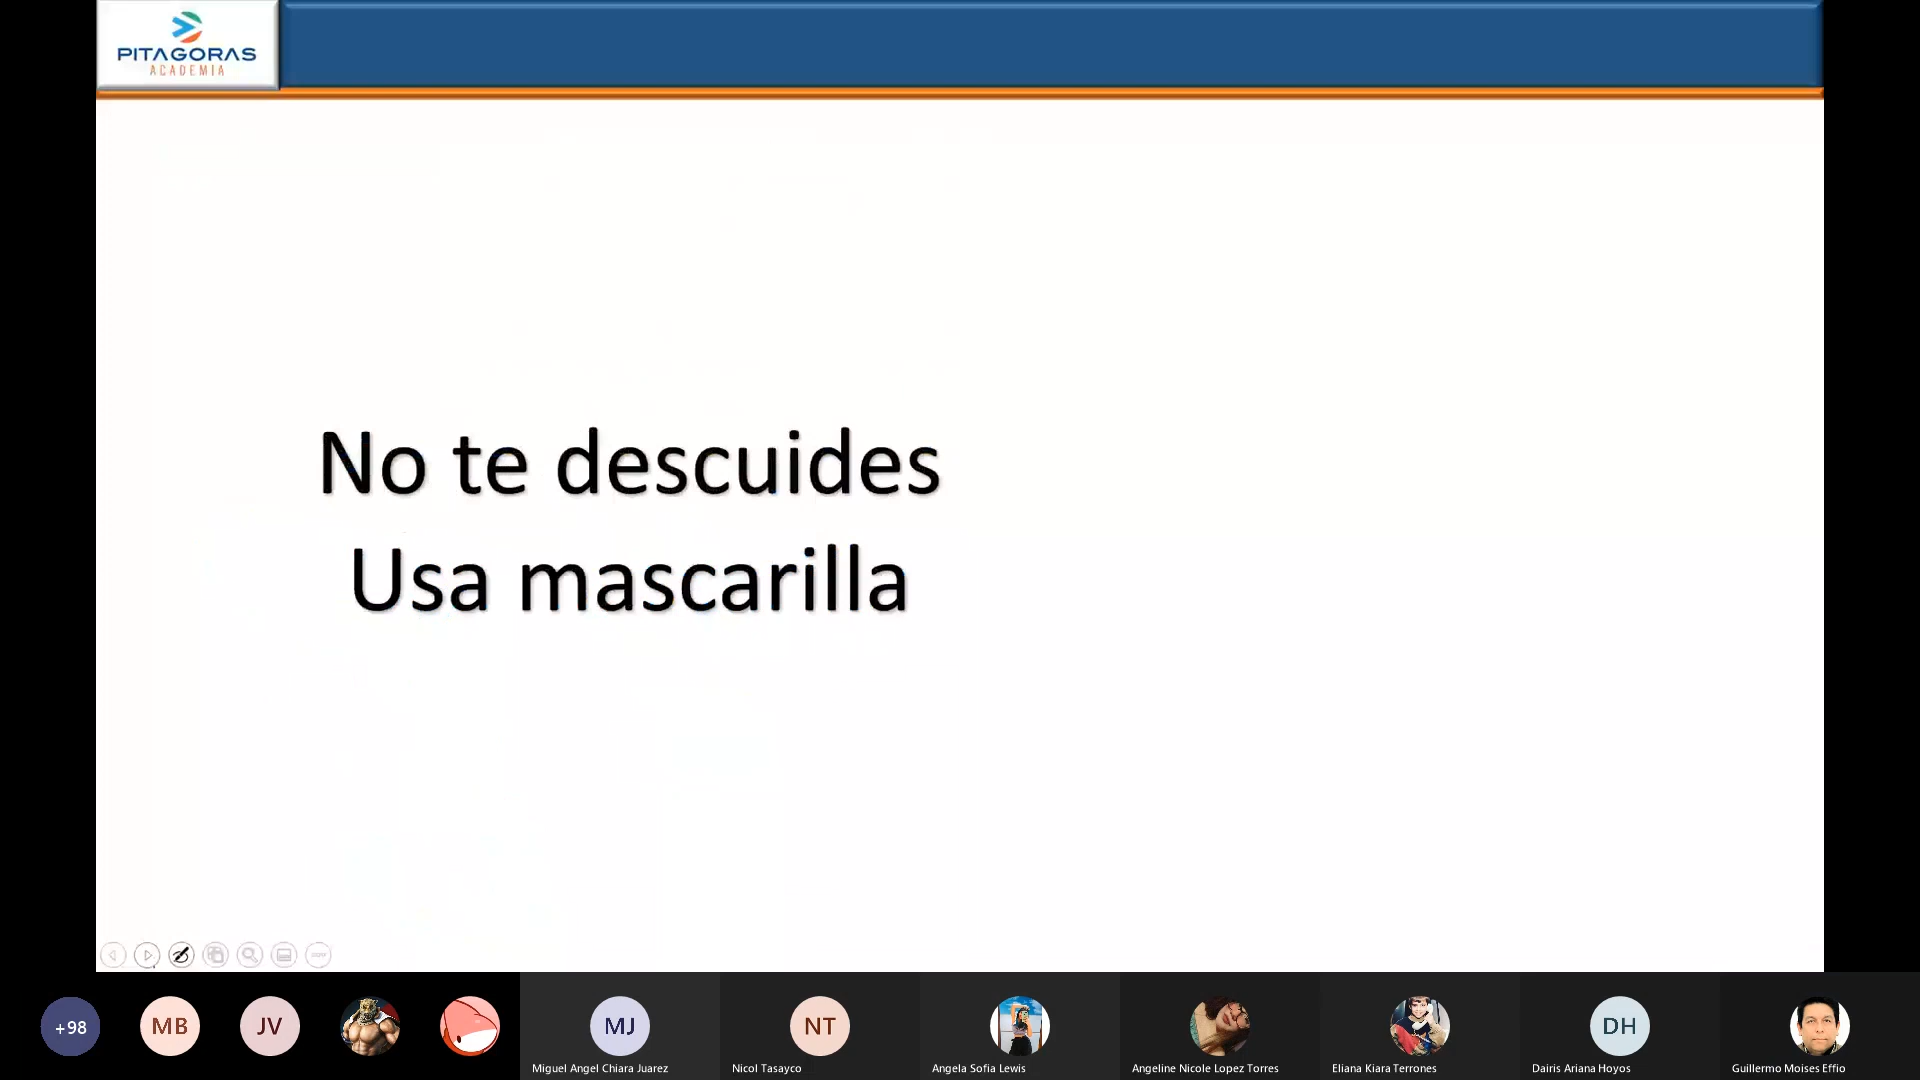 PITAGORAS
ACADEMIA
No te descuides
Usa mascarilla
+98
MB
JV
MJ
NT
DH
Miguel Angel Chiara Juarez
Nicol Tasayco
Angela Sofia Lewis
Angeline Nicole Lopez Torres
Eliana Kiara Terrones
Dairis Ariana Hoyos
Guillermo Moises Effio